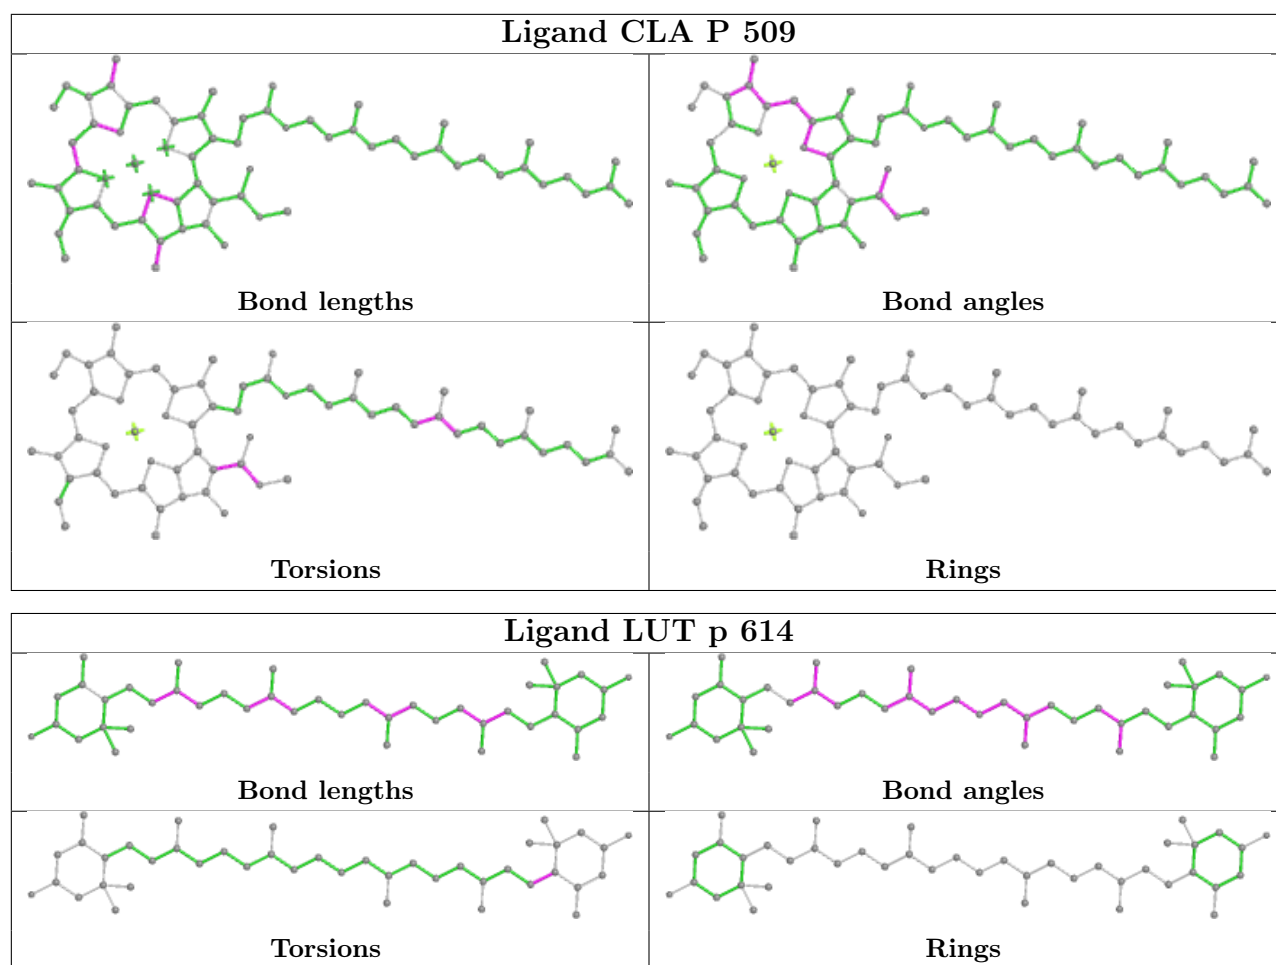 Ligand CLA P 509
Bond lengths
Bond angles
Torsions
Rings
Ligand LUT p 614
Bond lengths
Bond angles
Torsions
Rings